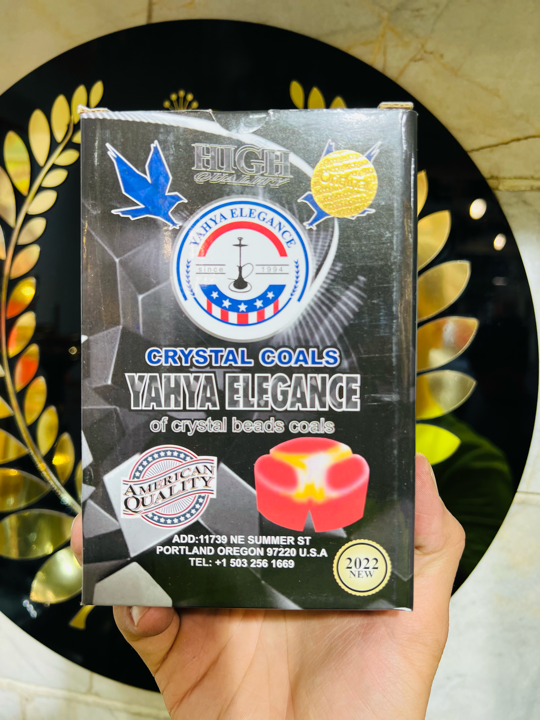 HIGH
QUALITY
YAHYA ELEGANCE
since 1994
CRYSTAL COALS
YAHYA ELEGANCE
of crystal beads coals
AMERICAN
QUALITY
ADD:11739 NE SUMMER ST
PORTLAND OREGON 97220 U.S.A
TEL: +1 503 256 1669
2022
NEW